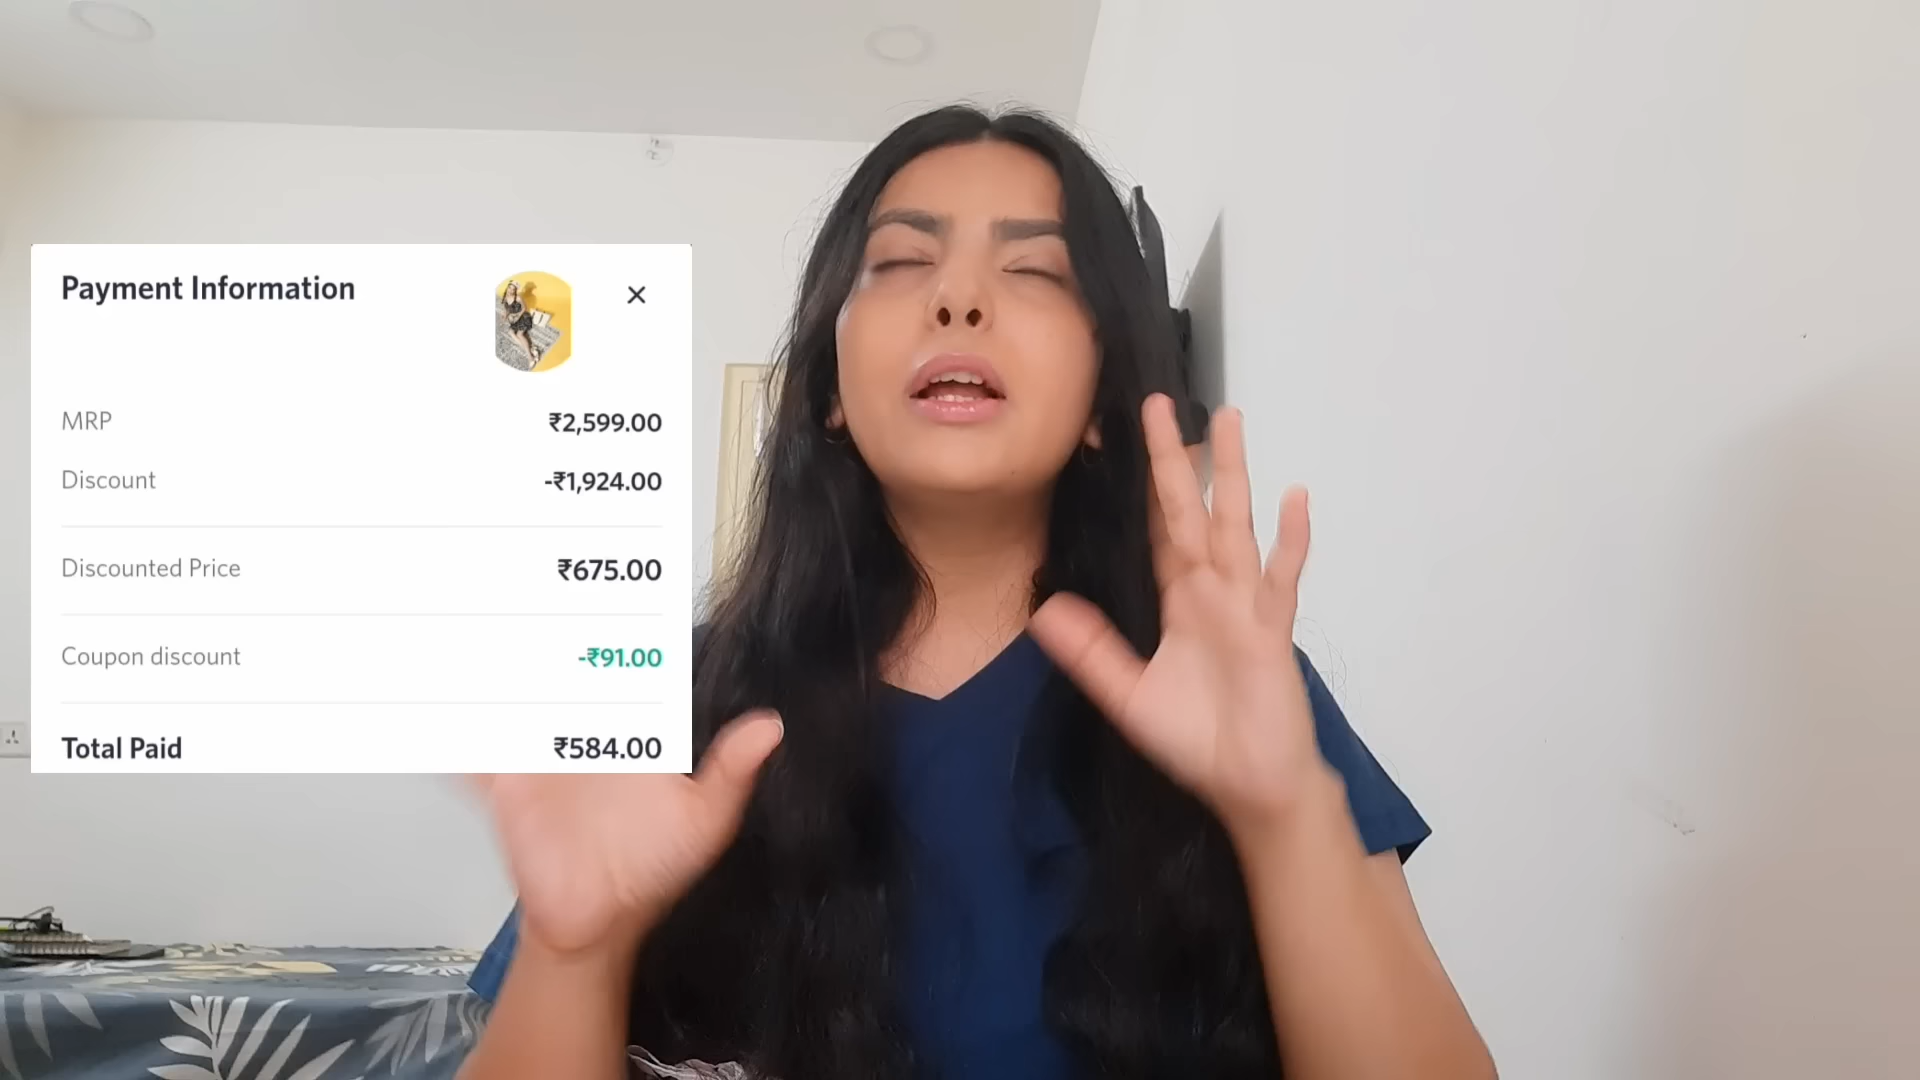 Payment Information
MRP ₹2,599.00
Discount -₹1,924.00
Discounted Price ₹675.00
Coupon discount -₹91.00
Total Paid ₹584.00